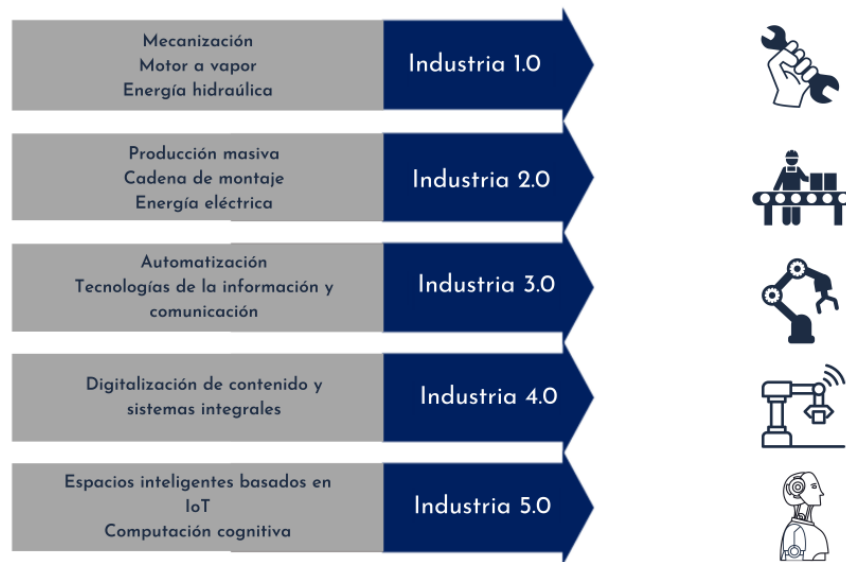 Mecanización
Motor a vapor
Energía hidraúlica
Industria 1.0
Producción masiva
Cadena de montaje
Energía eléctrica
Industria 2.0
Automatización
Tecnologías de la información y
comunicación
Industria 3.0
Digitalización de contenido y
sistemas integrales
Industria 4.0
Espacios inteligentes basados en
IoT
Computación cognitiva
Industria 5.0